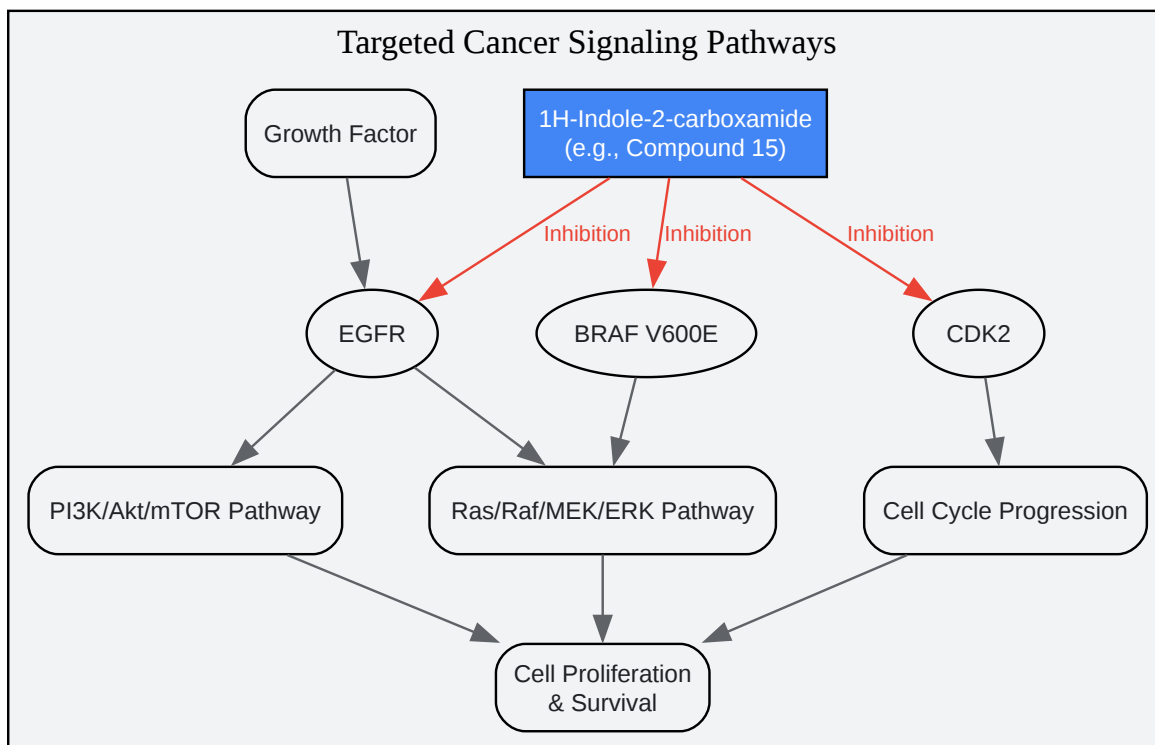 Targeted Cancer Signaling Pathways
Growth Factor
1H-Indole-2-carboxamide
(e.g., Compound 15)
Inhibition
Inhibition
Inhibition
EGFR
BRAF V600E
CDK2
PI3K/Akt/mTOR Pathway
Ras/Raf/MEK/ERK Pathway
Cell Cycle Progression
Cell Proliferation
& Survival